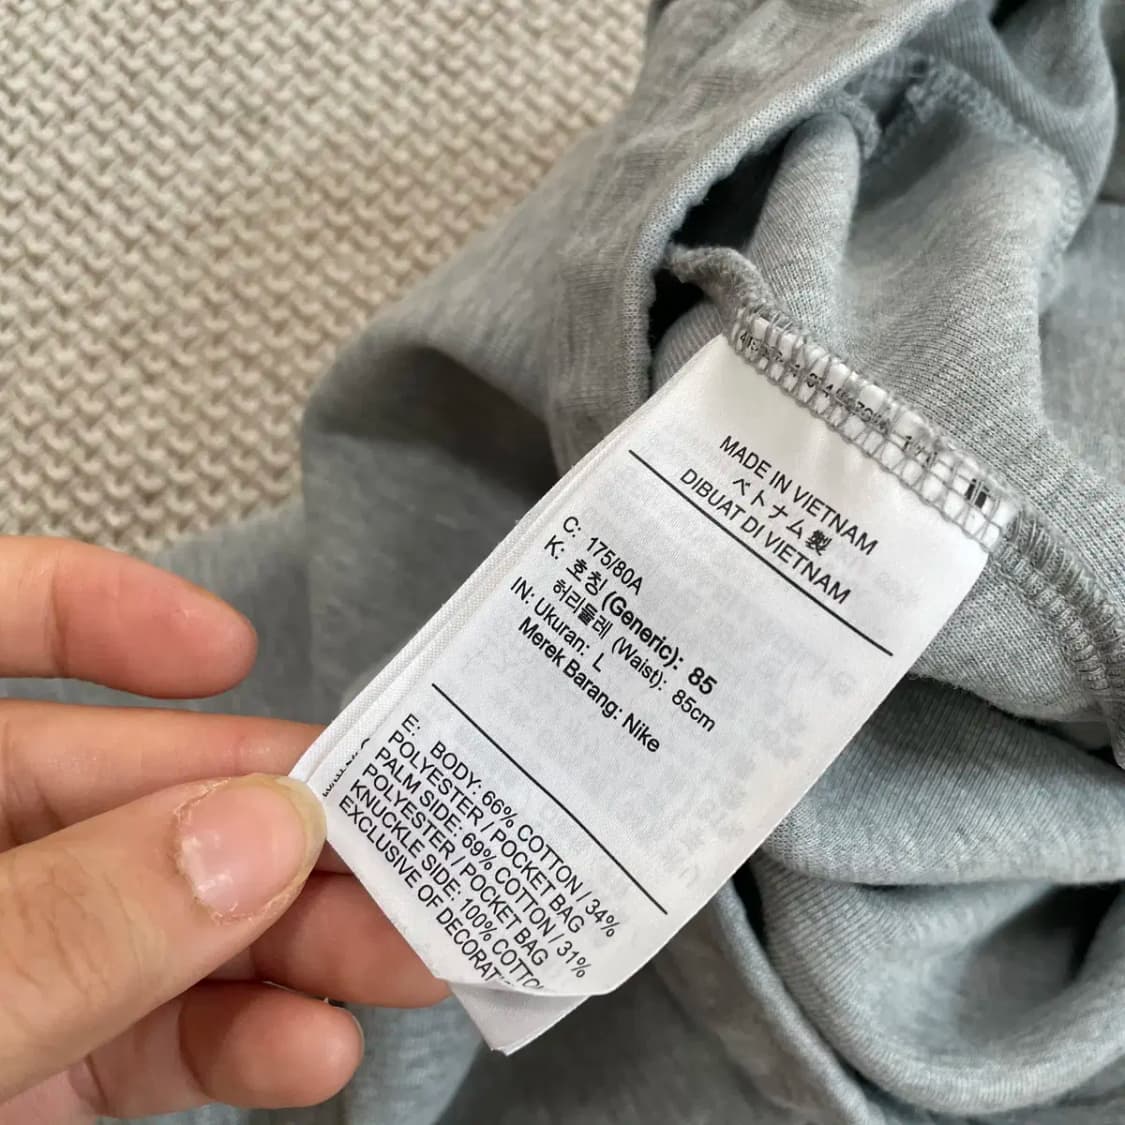 MADE IN VIETNAM
ベトナム製
DIBUAT DI VIETNAM
C: 175/80A
K: 호칭 (Generic): 85
허리둘레 (Waist): 85cm
IN: Ukuran: L
Merek Barang: Nike
E: BODY: 66% COTTON / 34%
POLYESTER / POCKET BAG
PALM SIDE: 69% COTTON / 31%
POLYESTER / POCKET BAG
KNUCKLE SIDE: 100%
EXCLUSIVE OF